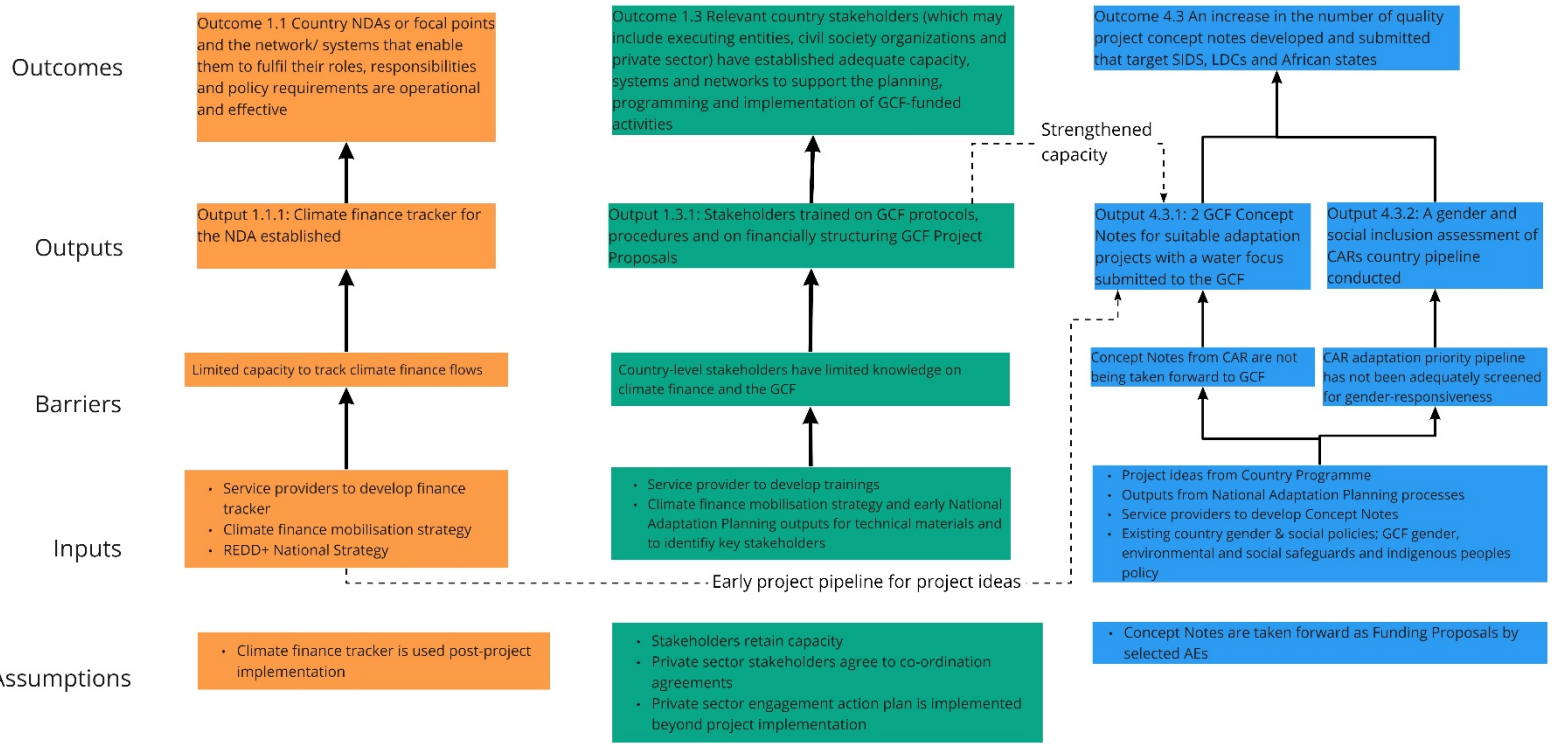 Outcomes
Outcome 1.1 Country NDAs or focal points
and the network/ systems that enable
them to fulfil their roles, responsibilities
and policy requirements are operational
and effective
Outcome 1.3 Relevant country stakeholders (which may
include executing entities, civil society organizations and
private sector) have established adequate capacity,
systems and networks to support the planning,
programming and implementation of GCF-funded
activities
Outcome 4.3 An increase in the number of quality
project concept notes developed and submitted
that target SIDS, LDCs and African states
Strengthened
capacity
Outputs
Output 1.1.1: Climate finance tracker for
the NDA established
Output 1.3.1: Stakeholders trained on GCF protocols,
procedures and on financially structuring GCF Project
Proposals
Output 4.3.1: 2 GCF Concept
Notes for suitable adaptation
projects with a water focus
submitted to the GCF
Output 4.3.2: A gender and
social inclusion assessment of
CARs country pipeline
conducted
Barriers
Limited capacity to track climate finance flows
Country-level stakeholders have limited knowledge on
climate finance and the GCF
Concept Notes from CAR are not
being taken forward to GCF
CAR adaptation priority pipeline
has not been adequately screened
for gender-responsiveness
Inputs
• Service providers to develop finance
tracker
• Climate finance mobilisation strategy
• REDD+ National Strategy
• Service provider to develop trainings
• Climate finance mobilisation strategy and early National
Adaptation Planning outputs for technical materials and
to identifiy key stakeholders
• Project ideas from Country Programme
• Outputs from National Adaptation Planning processes
• Service providers to develop Concept Notes
• Existing country gender & social policies; GCF gender,
environmental and social safeguards and indigenous peoples
policy
Early project pipeline for project ideas
Assumptions
• Climate finance tracker is used post-project
implementation
• Stakeholders retain capacity
• Private sector stakeholders agree to co-ordination
agreements
• Private sector engagement action plan is implemented
beyond project implementation
• Concept Notes are taken forward as Funding Proposals by
selected AEs